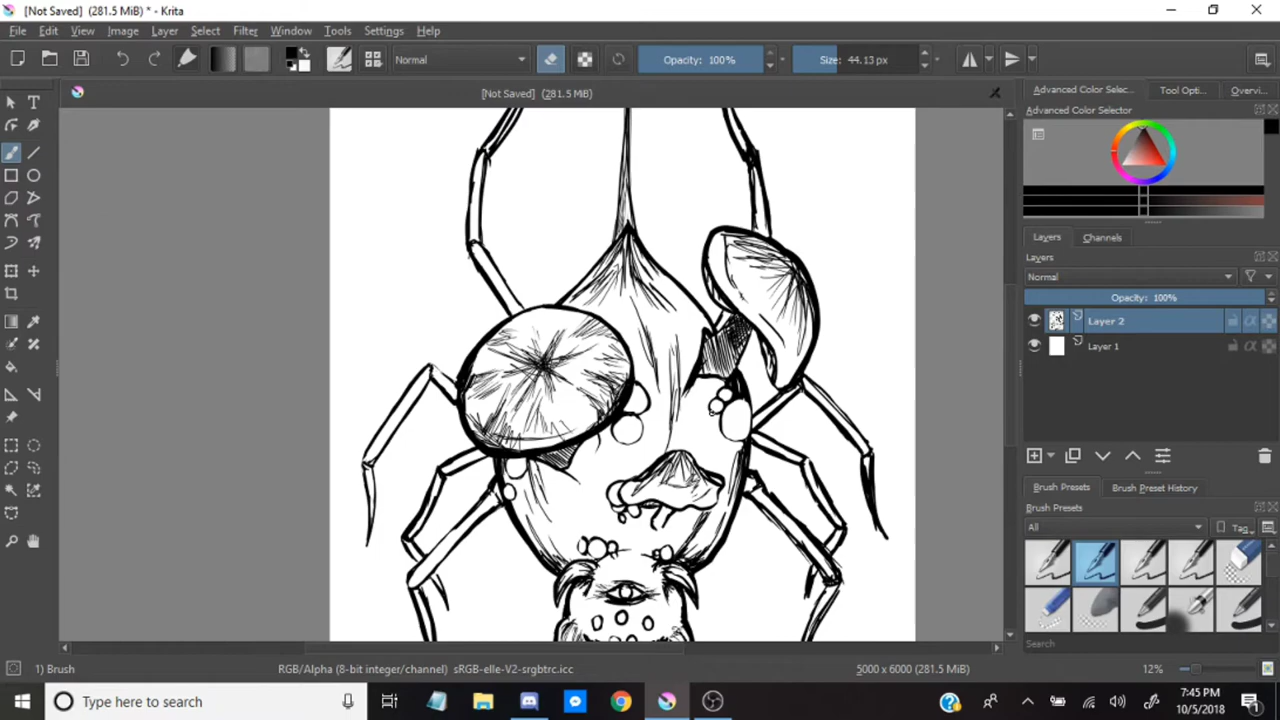 [Not Saved] (281.5 MiB) * - Krita
File Edit View Image Layer Select Filter Window Tools Settings Help
Normal Opacity: 100% Size: 44.13 px
[Not Saved] (281.5 MiB)
Advanced Color Selec... Tool Opti... Overvi...
Advanced Color Selector
Layers Channels
Layers
Normal
Opacity: 100%
Layer 2
Layer 1
Brush Presets Brush Preset History
Brush Presets
All Tag
Search
1) Brush RGB/Alpha (8-bit integer/channel) sRGB-elle-V2-srgbtrc.icc 5000 x 6000 (281.5 MiB) 12%
Type here to search
7:45 PM
10/5/2018
1